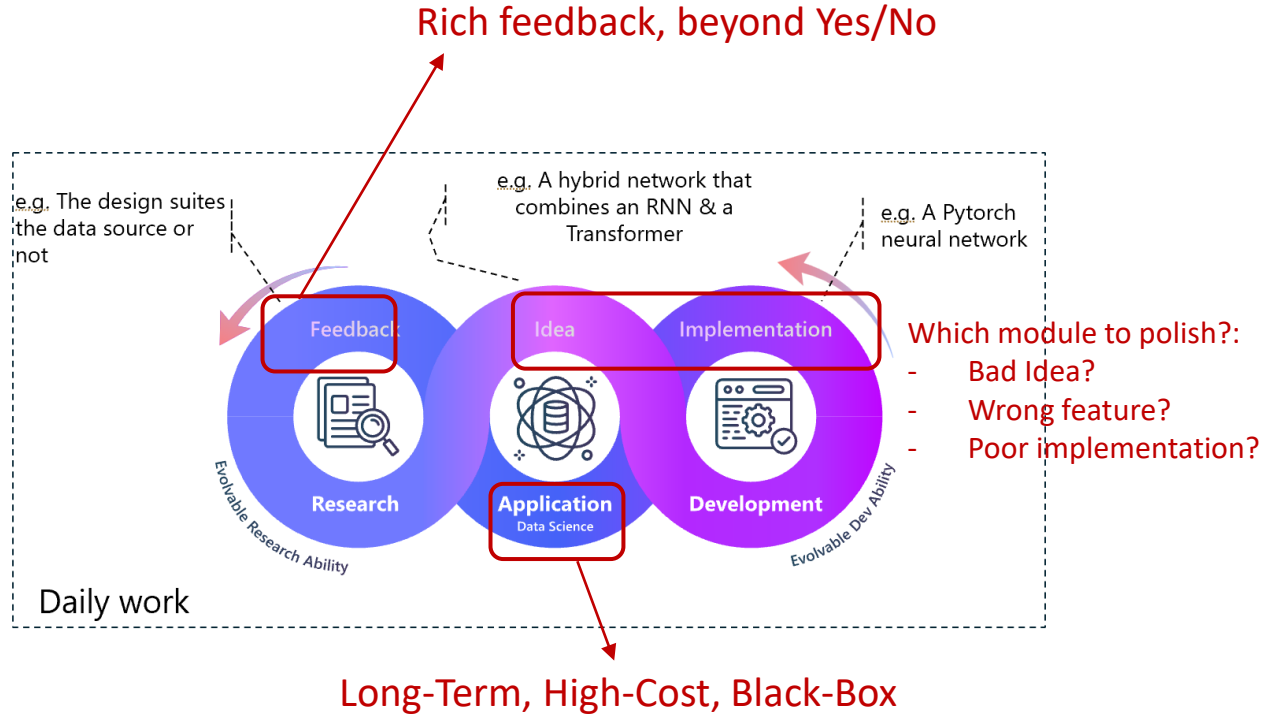 Rich feedback, beyond Yes/No
e.g. The design suites
the data source or
not
e.g. A hybrid network that
combines an RNN & a
Transformer
e.g. A Pytorch
neural network
Feedback
Idea
Implementation
Which module to polish?:
- Bad Idea?
- Wrong feature?
- Poor implementation?
Research
Application
Data Science
Development
Evolvable Research Ability
Evolvable Dev Ability
Daily work
Long-Term, High-Cost, Black-Box